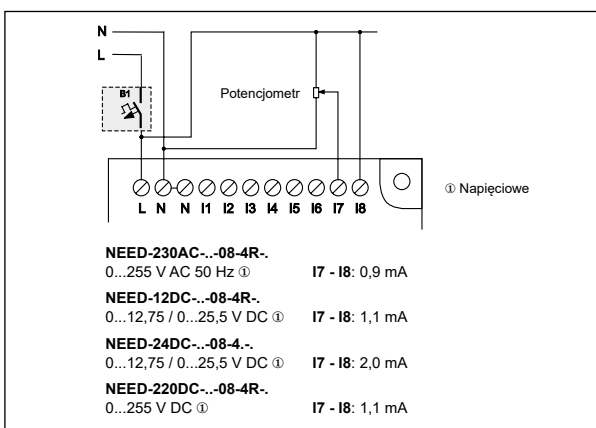 N
L
B1
Potencjometr
① Napięciowe
L N N I1 I2 I3 I4 I5 I6 I7 I8
NEED-230AC-..-08-4R-.
0...255 V AC 50 Hz ① I7 - I8: 0,9 mA
NEED-12DC-..-08-4R-.
0...12,75 / 0...25,5 V DC ① I7 - I8: 1,1 mA
NEED-24DC-..-08-4.-.
0...12,75 / 0...25,5 V DC ① I7 - I8: 2,0 mA
NEED-220DC-..-08-4R-.
0...255 V DC ① I7 - I8: 1,1 mA